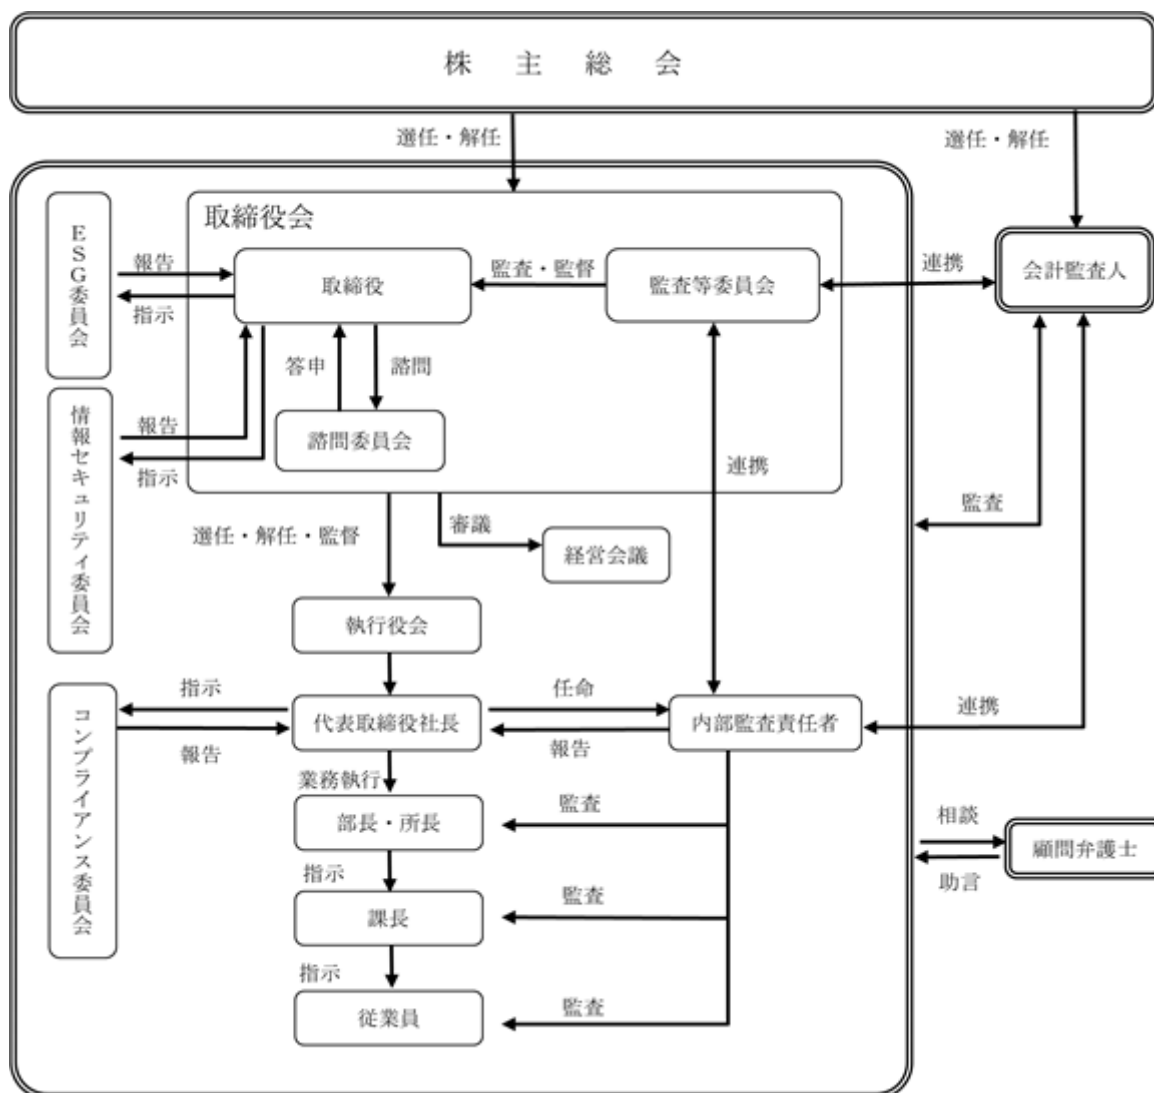 株主総会
選任・解任
選任・解任
取締役会
ESG委員会
報告
指示
取締役
監査・監督
監査等委員会
連携
会計監査人
答申
諮問
諮問委員会
情報セキュリティ委員会
報告
指示
連携
監査
選任・解任・監督
審議
経営会議
執行役会
コンプライアンス委員会
指示
報告
代表取締役社長
任命
報告
内部監査責任者
連携
業務執行
部長・所長
監査
相談
顧問弁護士
助言
指示
課長
監査
指示
従業員
監査